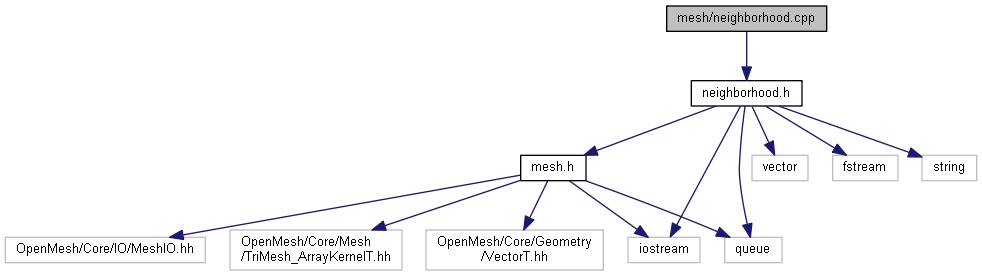 mesh/neighborhood.cpp
neighborhood.h
mesh.h
vector
fstream
string
OpenMesh/Core/IO/MeshIO.hh
OpenMesh/Core/Mesh
/TriMesh_ArrayKernelT.hh
OpenMesh/Core/Geometry
/VectorT.hh
iostream
queue